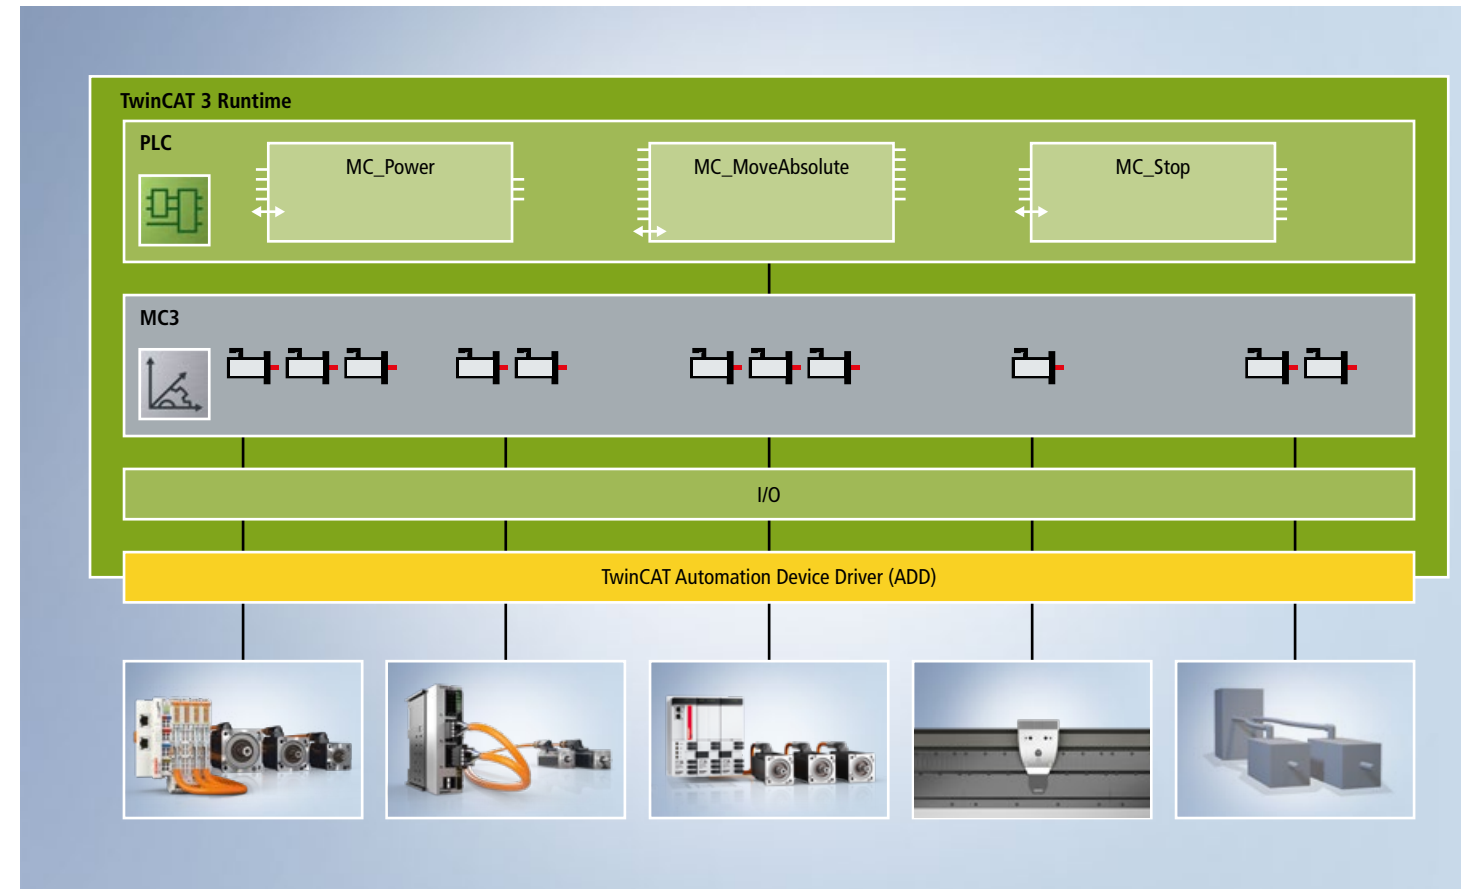 TwinCAT 3 Runtime
PLC
MC_Power
MC_MoveAbsolute
MC_Stop
MC3
I/O
TwinCAT Automation Device Driver (ADD)